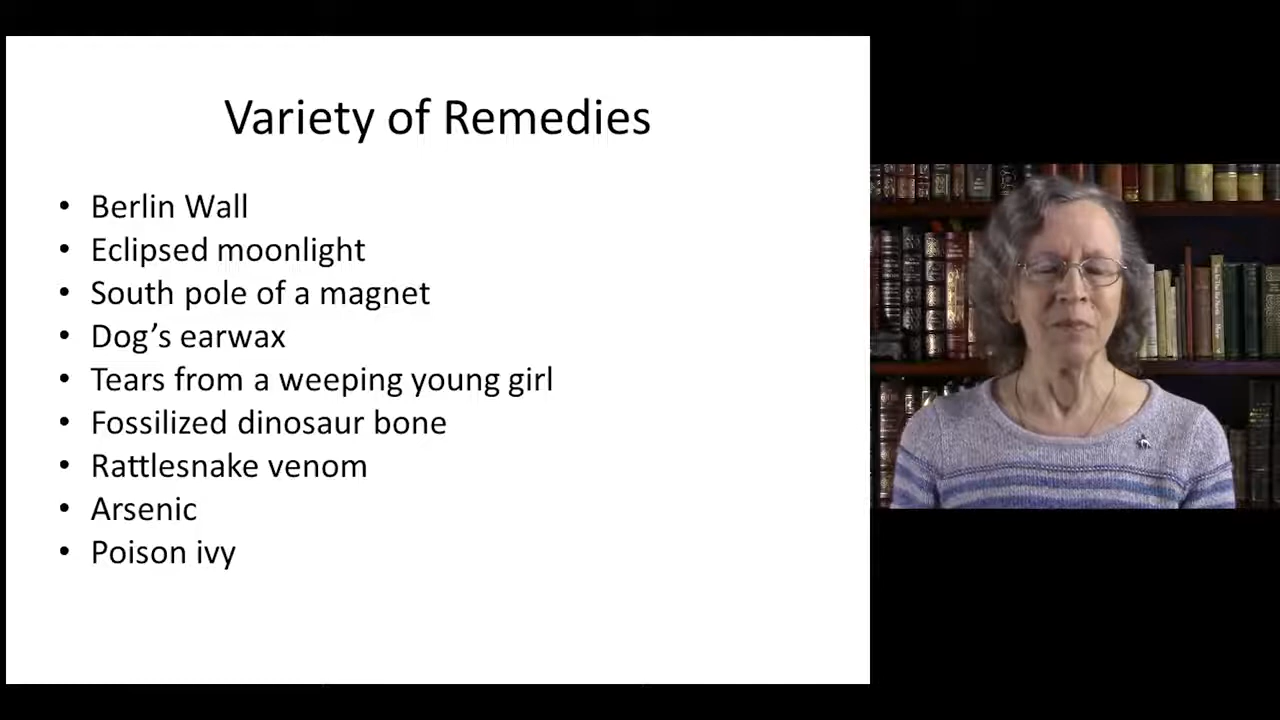 Variety of Remedies
• Berlin Wall
• Eclipsed moonlight
• South pole of a magnet
• Dog’s earwax
• Tears from a weeping young girl
• Fossilized dinosaur bone
• Rattlesnake venom
• Arsenic
• Poison ivy